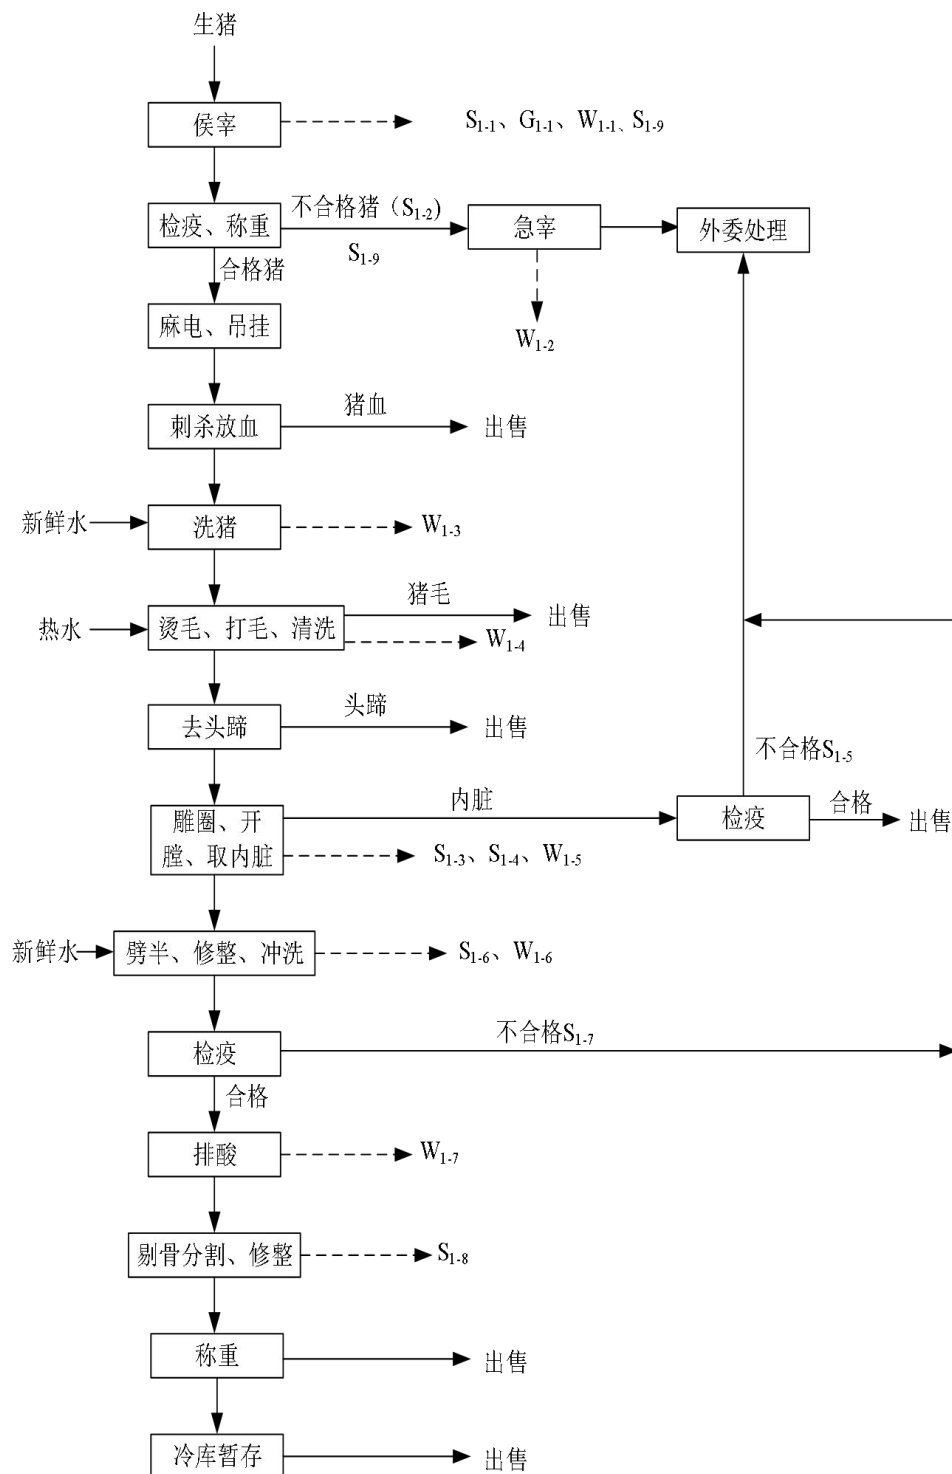 生猪
侯宰
S1-1、G1-1、W1-1、S1-9
检疫、称重
不合格猪（S1-2)
S1-9
急宰
外委处理
合格猪
W1-2
麻电、吊挂
刺杀放血
猪血
出售
新鲜水
洗猪
W1-3
热水
烫毛、打毛、清洗
猪毛
出售
W1-4
去头蹄
头蹄
出售
不合格S1-5
雕圈、开
膛、取内脏
内脏
检疫
合格
出售
S1-3、S1-4、W1-5
新鲜水
劈半、修整、冲洗
S1-6、W1-6
检疫
不合格S1-7
合格
排酸
W1-7
剔骨分割、修整
S1-8
称重
出售
冷库暂存
出售